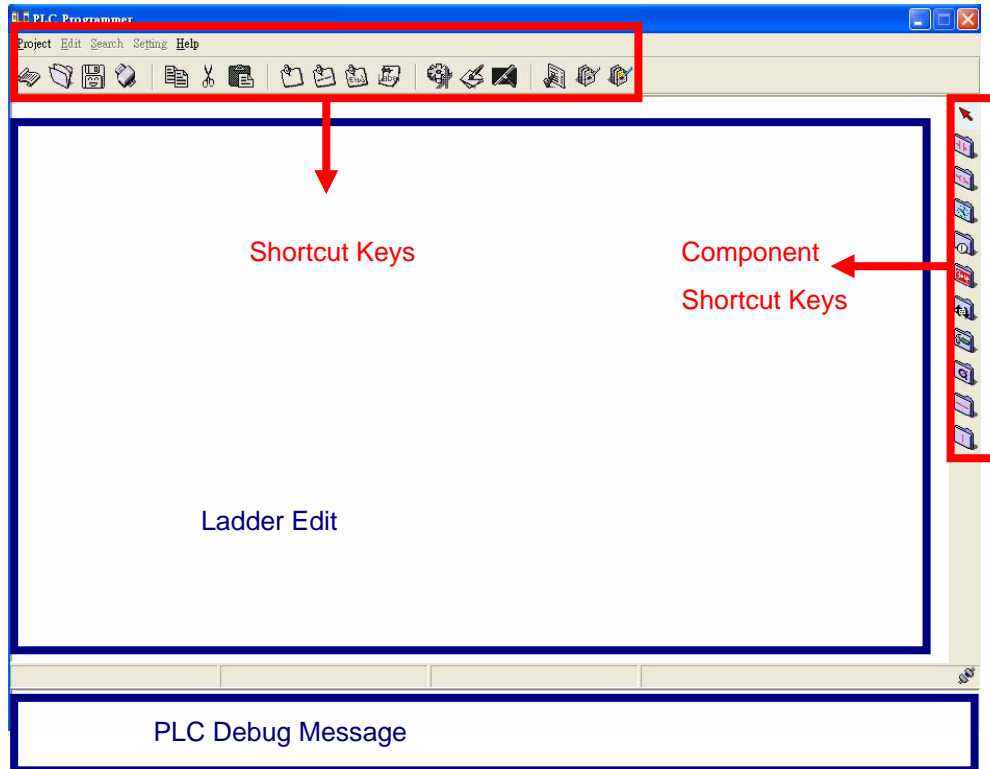 PLC Programmer
Project Edit Search Setting Help
Shortcut Keys
Component
Shortcut Keys
Ladder Edit
PLC Debug Message